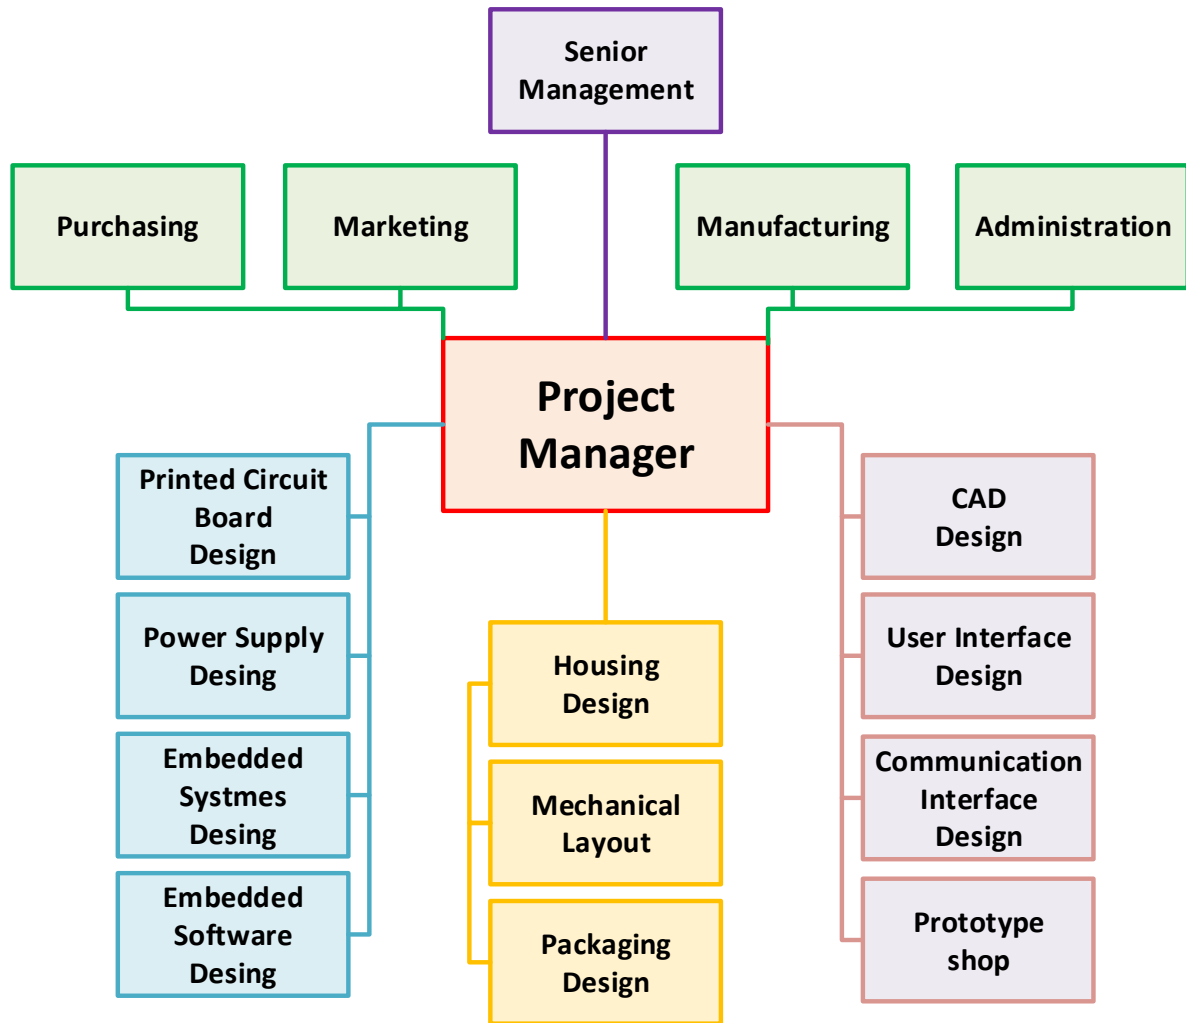 Senior
Management
Purchasing
Marketing
Manufacturing
Administration
Project
Manager
Printed Circuit
Board
Design
Power Supply
Desing
Embedded
Systmes
Desing
Embedded
Software
Desing
Housing
Design
Mechanical
Layout
Packaging
Design
CAD
Design
User Interface
Design
Communication
Interface
Design
Prototype
shop